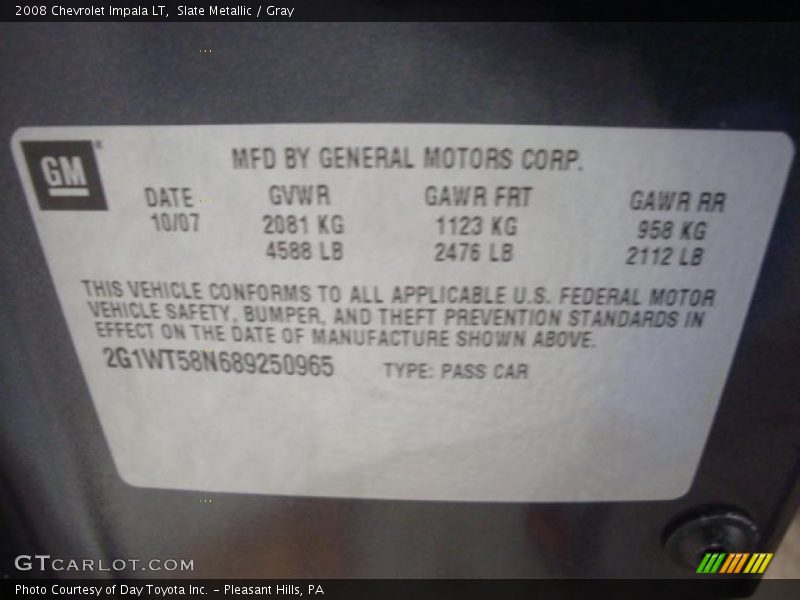 2008 Chevrolet Impala LT, Slate Metallic / Gray
GM®
MFD BY GENERAL MOTORS CORP.
DATE GVWR GAWR FRT GAWR RR
10/07 2081 KG 1123 KG 958 KG
4588 LB 2476 LB 2112 LB
THIS VEHICLE CONFORMS TO ALL APPLICABLE U.S. FEDERAL MOTOR
VEHICLE SAFETY, BUMPER, AND THEFT PREVENTION STANDARDS IN
EFFECT ON THE DATE OF MANUFACTURE SHOWN ABOVE.
2G1WT58N689250965 TYPE: PASS CAR
GTCARLOT.COM
Photo Courtesy of Day Toyota Inc. - Pleasant Hills, PA